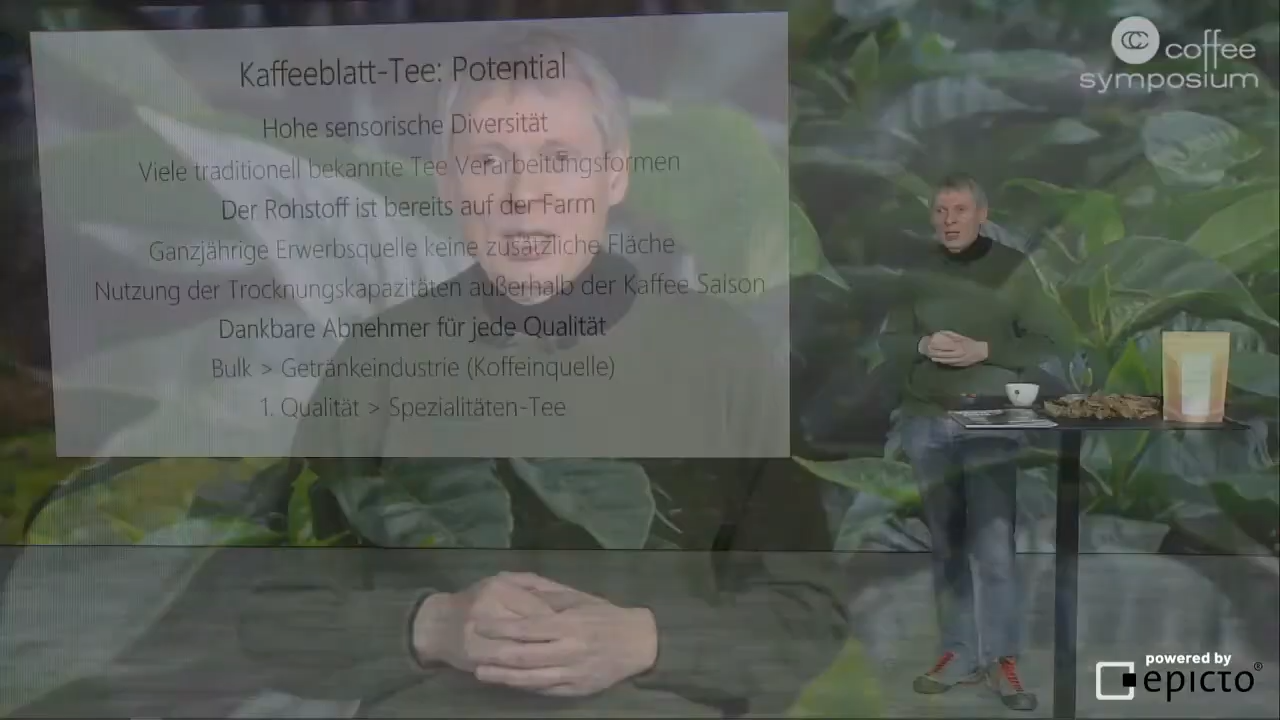 Kaffeeblatt-Tee: Potential
Hohe sensorische Diversität
Viele traditionell bekannte Tee Verarbeitungsformen
Der Rohstoff ist bereits auf der Farm
Ganzjährige Erwerbsquelle keine zusätzliche Fläche
Nutzung der Trocknungskapazitäten außerhalb der Kaffee Saison
Dankbare Abnehmer für jede Qualität
Bulk > Getränkeindustrie (Koffeinquelle)
1. Qualität > Spezialitäten-Tee
coffee
symposium
powered by
epicto®